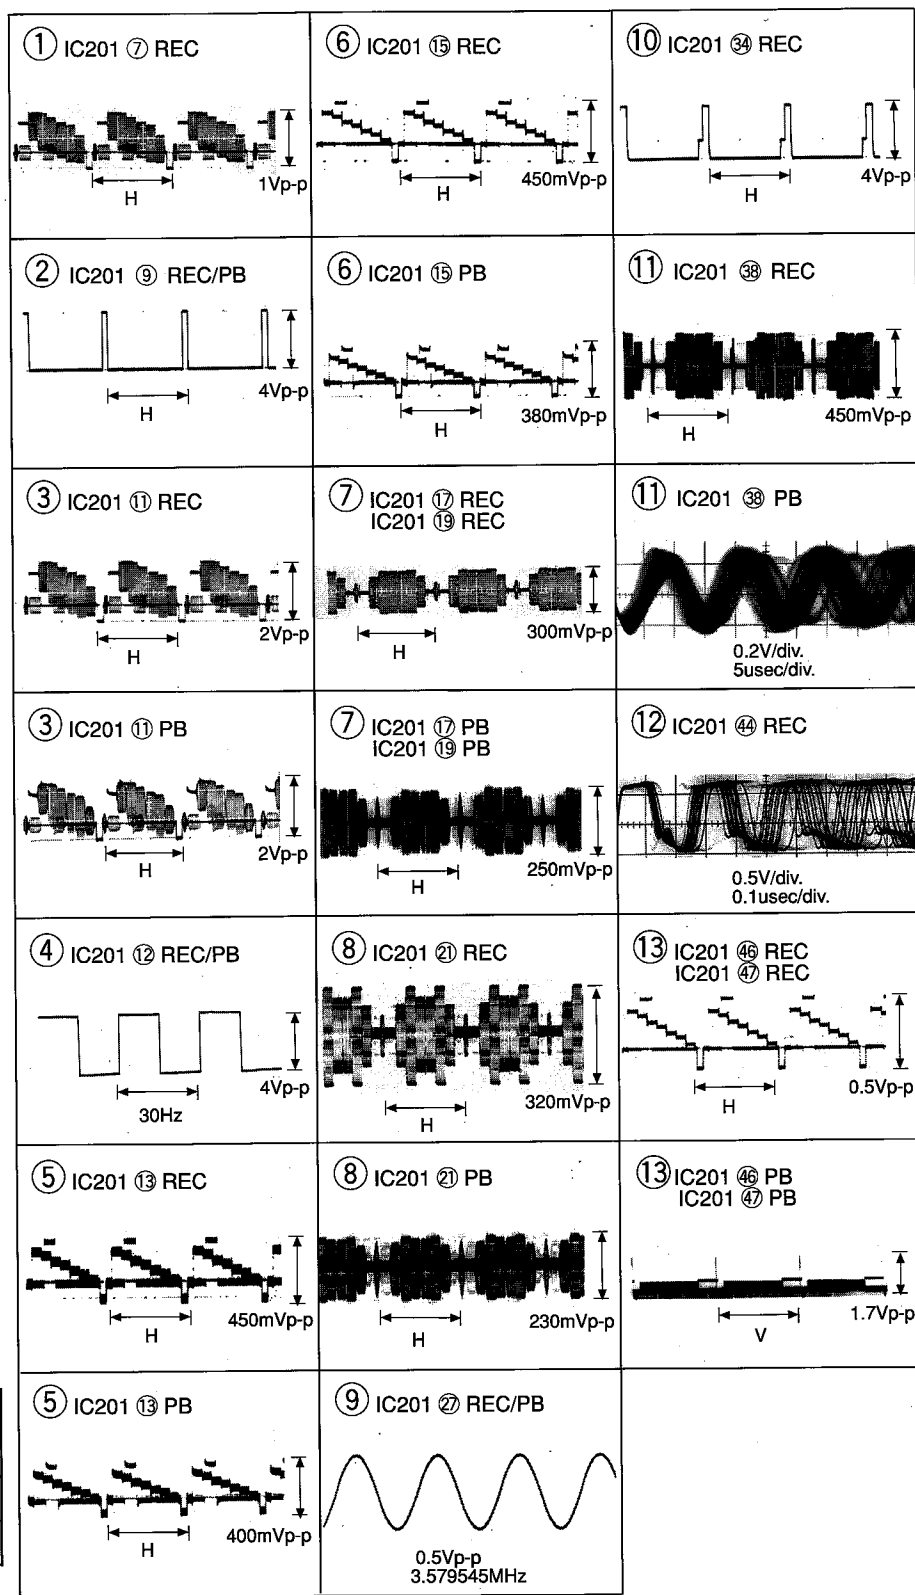 ① IC201 ⑦ REC
1Vp-p
H
② IC201 ⑨ REC/PB
4Vp-p
H
③ IC201 ⑪ REC
2Vp-p
H
③ IC201 ⑪ PB
2Vp-p
H
④ IC201 ⑫ REC/PB
4Vp-p
30Hz
⑤ IC201 ⑬ REC
450mVp-p
H
⑤ IC201 ⑬ PB
400mVp-p
H
⑥ IC201 ⑮ REC
450mVp-p
H
⑥ IC201 ⑮ PB
380mVp-p
H
⑦ IC201 ⑰ REC
IC201 ⑲ REC
300mVp-p
H
⑦ IC201 ⑰ PB
IC201 ⑲ PB
250mVp-p
H
⑧ IC201 ㉑ REC
320mVp-p
H
⑧ IC201 ㉑ PB
230mVp-p
H
⑨ IC201 ㉗ REC/PB
0.5Vp-p
3.579545MHz
⑩ IC201 ㉞ REC
4Vp-p
H
⑪ IC201 ㊳ REC
450mVp-p
H
⑪ IC201 ㊳ PB
0.2V/div.
5usec/div.
⑫ IC201 ㊹ REC
0.5V/div.
0.1usec/div.
⑬ IC201 ㊻ REC
IC201 ㊼ REC
0.5Vp-p
H
⑬ IC201 ㊻ PB
IC201 ㊼ PB
1.7Vp-p
V